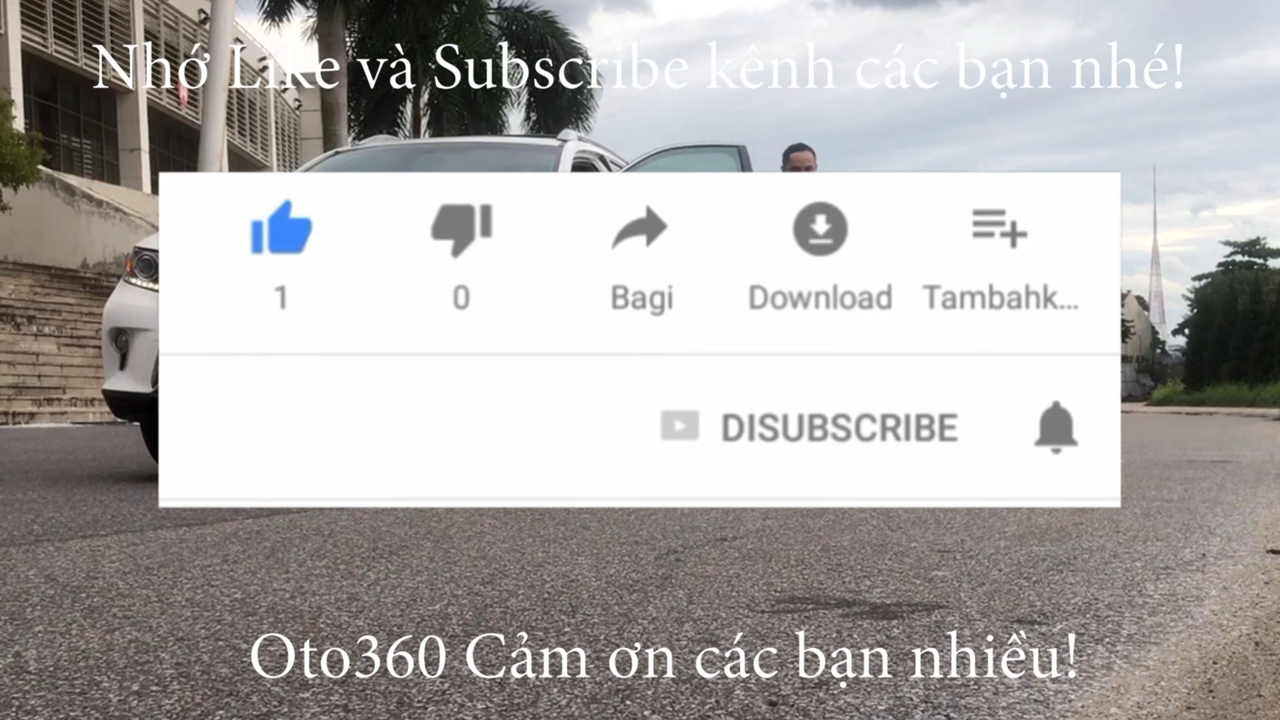 Nhớ Like và Subscribe kênh các bạn nhé!
1 0 Bagi Download Tambahk...
DISUBSCRIBE
Oto360 Cảm ơn các bạn nhiều!